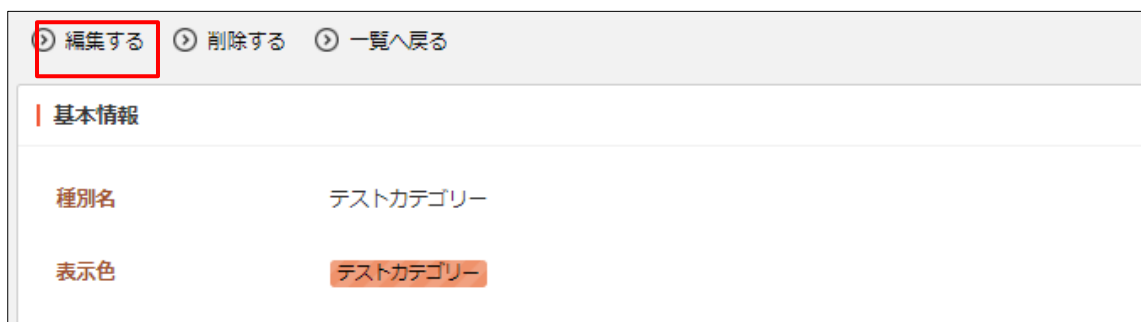 編集する 削除する 一覧へ戻る
基本情報
種別名 テストカテゴリー
表示色 テストカテゴリー